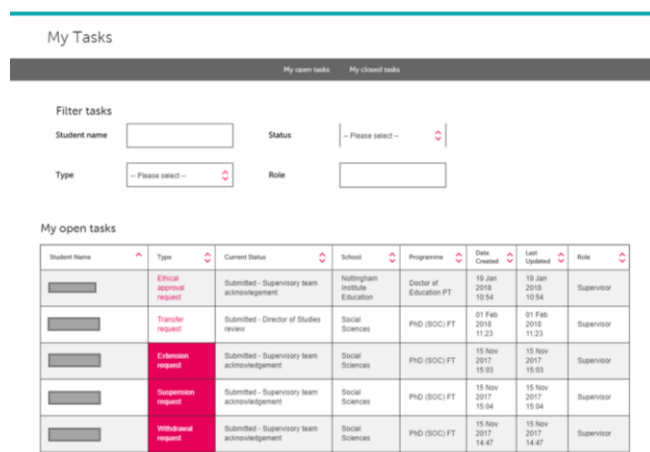 My Tasks
My open tasks My closed tasks
Filter tasks
Student name Status -- Please select --
Type -- Please select -- Role
My open tasks
Student Name Type Current Status School Programme Date Created Last Updated Role
Ethical approval request Submitted - Supervisory team acknowlegement Nottingham Institute Education Doctor of Education PT 19 Jan 2018 10:54 19 Jan 2018 10:54 Supervisor
Transfer request Submitted - Director of Studies review Social Sciences PhD (SOC) FT 01 Feb 2018 11:23 01 Feb 2018 11:23 Supervisor
Extension request Submitted - Supervisory team acknowledgement Social Sciences PhD (SOC) FT 15 Nov 2017 15:03 15 Nov 2017 15:03 Supervisor
Suspension request Submitted - Supervisory team acknowledgement Social Sciences PhD (SOC) FT 15 Nov 2017 15:04 15 Nov 2017 15:04 Supervisor
Withdrawal request Submitted - Supervisory team acknowledgement Social Sciences PhD (SOC) FT 15 Nov 2017 14:47 15 Nov 2017 14:47 Supervisor